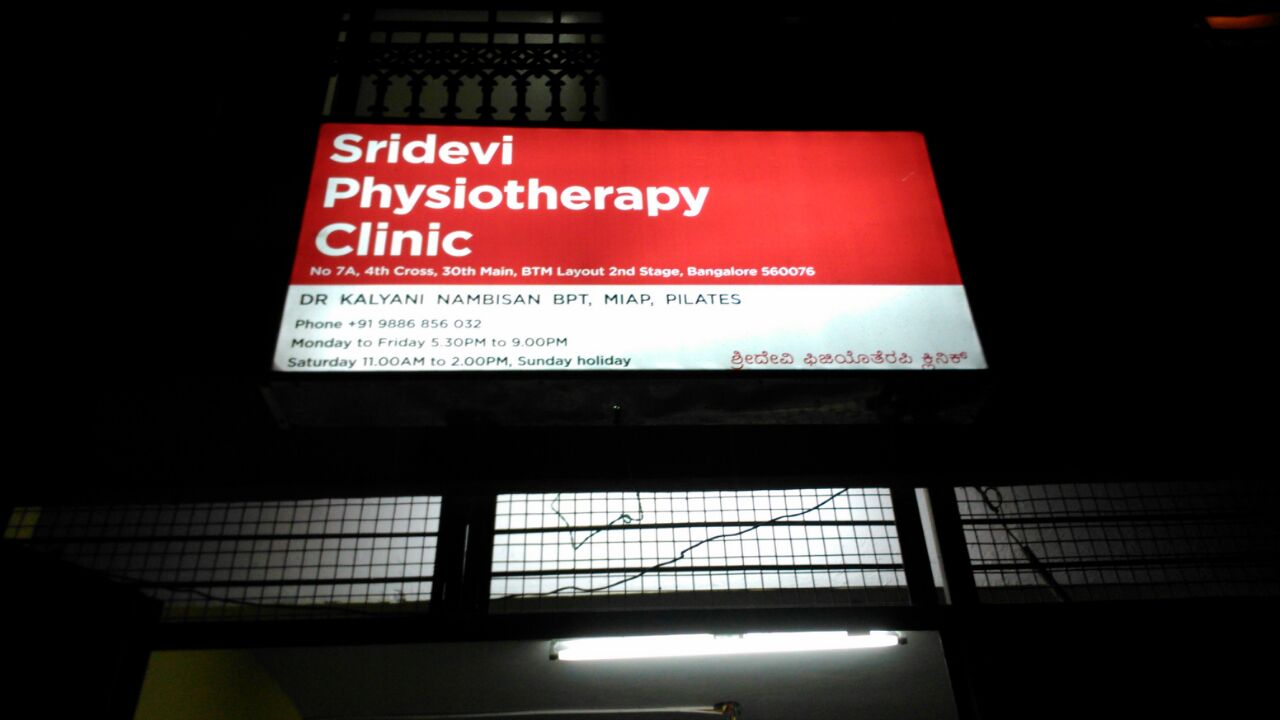 Sridevi
Physiotherapy
Clinic
No 7A, 4th Cross, 30th Main, BTM Layout 2nd Stage, Bangalore 560076
DR KALYANI NAMBISAN BPT, MIAP, PILATES
Phone +91 9886 856 032
Monday to Friday 5.30PM to 9.00PM
Saturday 11.00AM to 2.00PM, Sunday holiday
ಶ್ರೀದೇವಿ ಫಿಜಿಯೊತೆರಪಿ ಕ್ಲಿನಿಕ್